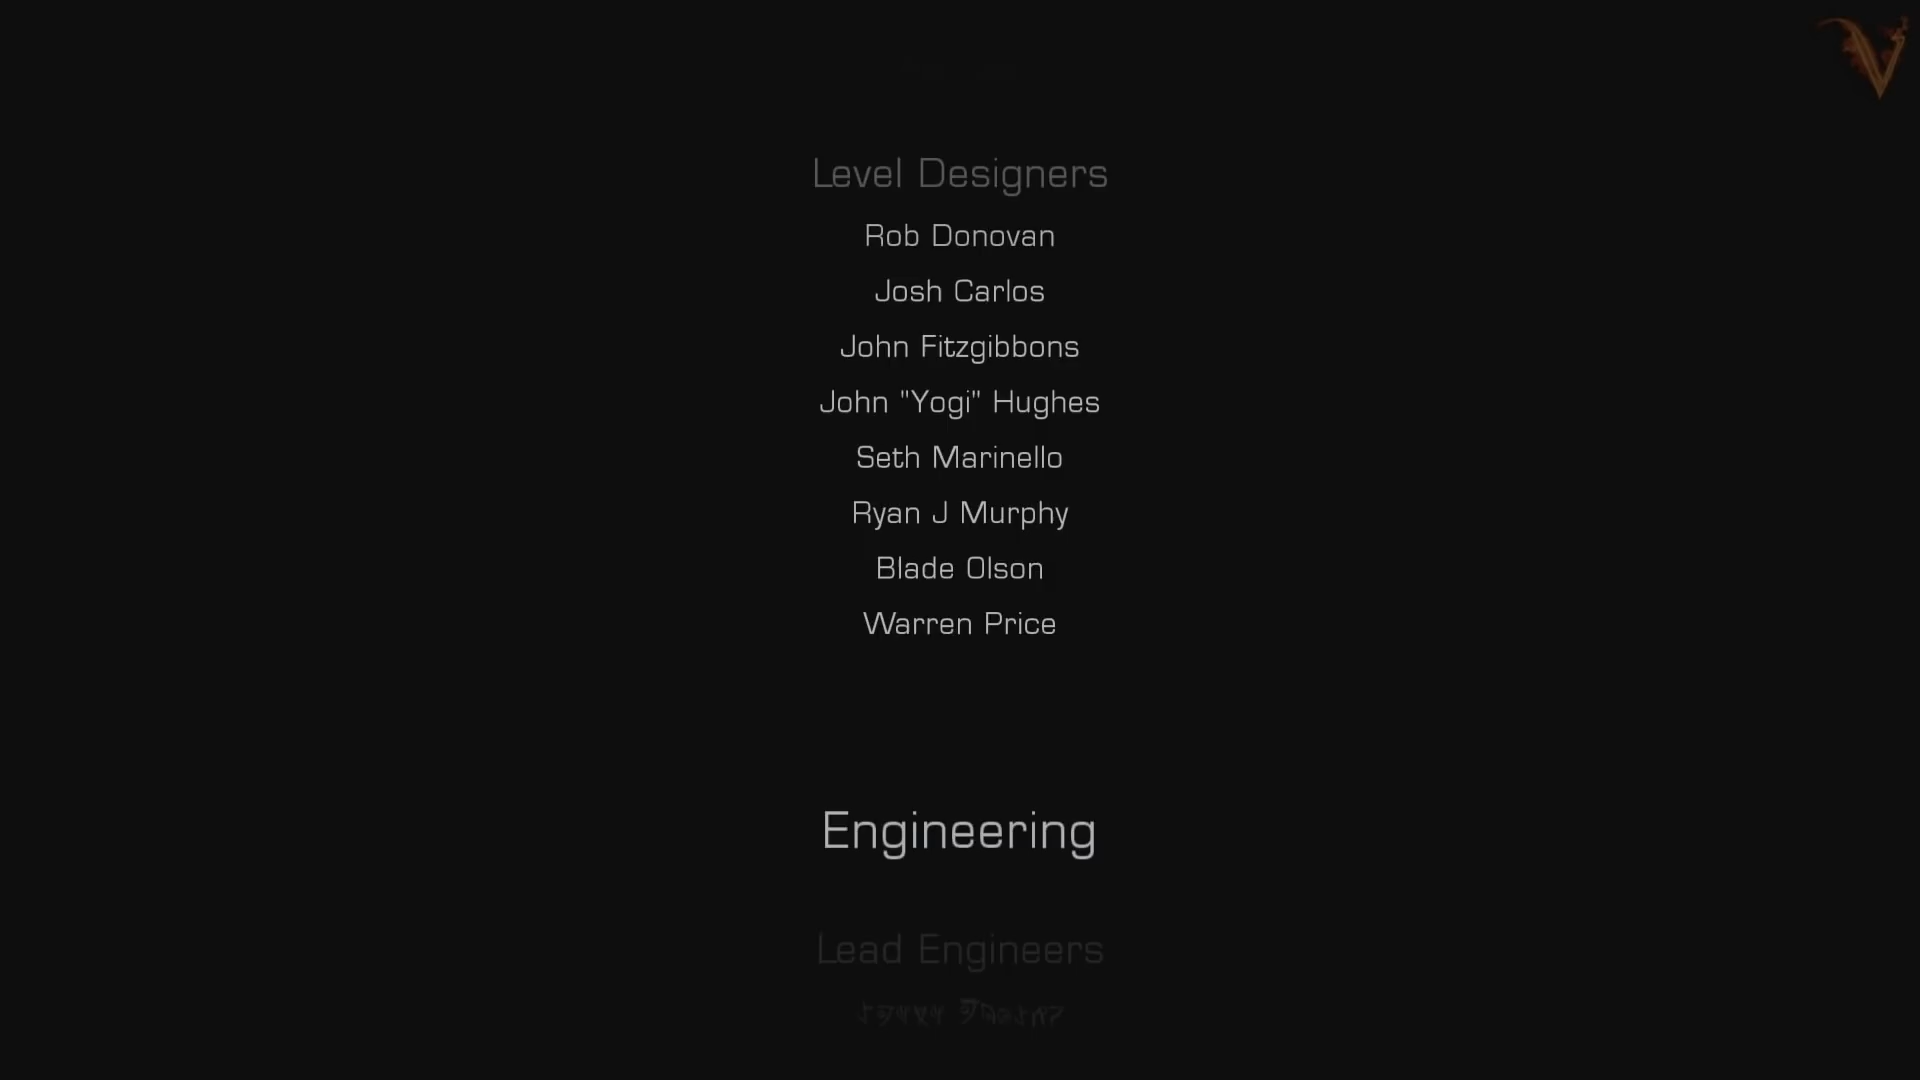 Level Designers
Rob Donovan
Josh Carlos
John Fitzgibbons
John "Yogi" Hughes
Seth Marinello
Ryan J Murphy
Blade Olson
Warren Price
Engineering
Lead Engineers